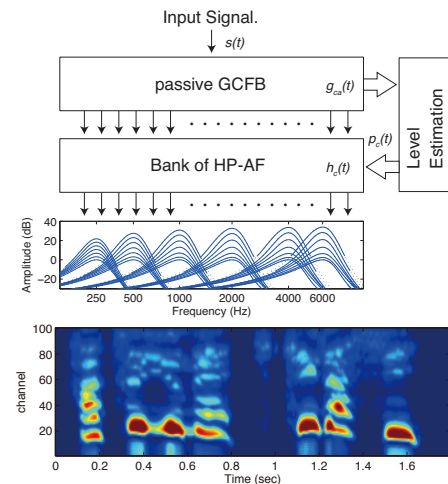 Input Signal.
s(t)
passive GCFB
g_ca(t)
Level
Estimation
p_c(t)
Bank of HP-AF
h_c(t)
Amplitude (dB)
40
20
0
−20
250 500 1000 2000 4000 6000
Frequency (Hz)
channel
100
80
60
40
20
0 0.2 0.4 0.6 0.8 1 1.2 1.4 1.6
Time (sec)